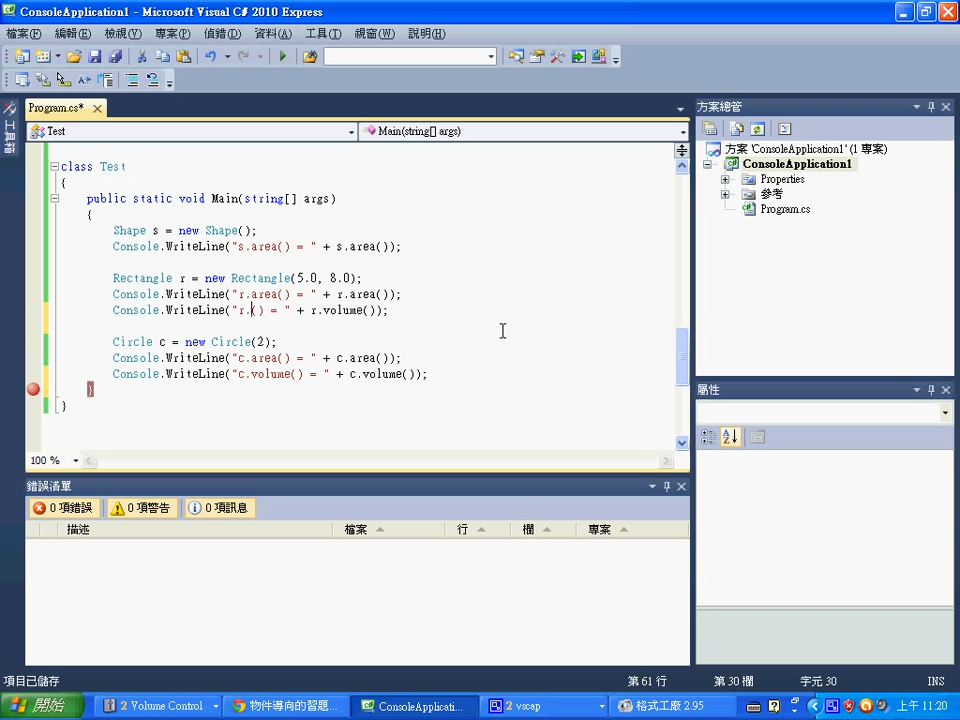 ConsoleApplication1 - Microsoft Visual C# 2010 Express
檔案(F) 編輯(E) 檢視(V) 專案(P) 偵錯(D) 資料(A) 工具(T) 視窗(W) 說明(H)
Program.cs* ×
工具箱
Test Main(string[] args)
class Test
{
public static void Main(string[] args)
{
Shape s = new Shape();
Console.WriteLine("s.area() = " + s.area());
Rectangle r = new Rectangle(5.0, 8.0);
Console.WriteLine("r.area() = " + r.area());
Console.WriteLine("r.() = " + r.volume());
Circle c = new Circle(2);
Console.WriteLine("c.area() = " + c.area());
Console.WriteLine("c.volume() = " + c.volume());
}
}
100 %
方案總管
方案 'ConsoleApplication1' (1 專案)
ConsoleApplication1
Properties
參考
Program.cs
屬性
錯誤清單
0 項錯誤 0 項警告 0 項訊息
描述 檔案 行 欄 專案
項目已儲存 第 61 行 第 30 欄 字元 30 INS
開始 2 Volume Control 物件導向的習題... ConsoleApplicati... 2 vscap 格式工廠 2.95 上午 11:20